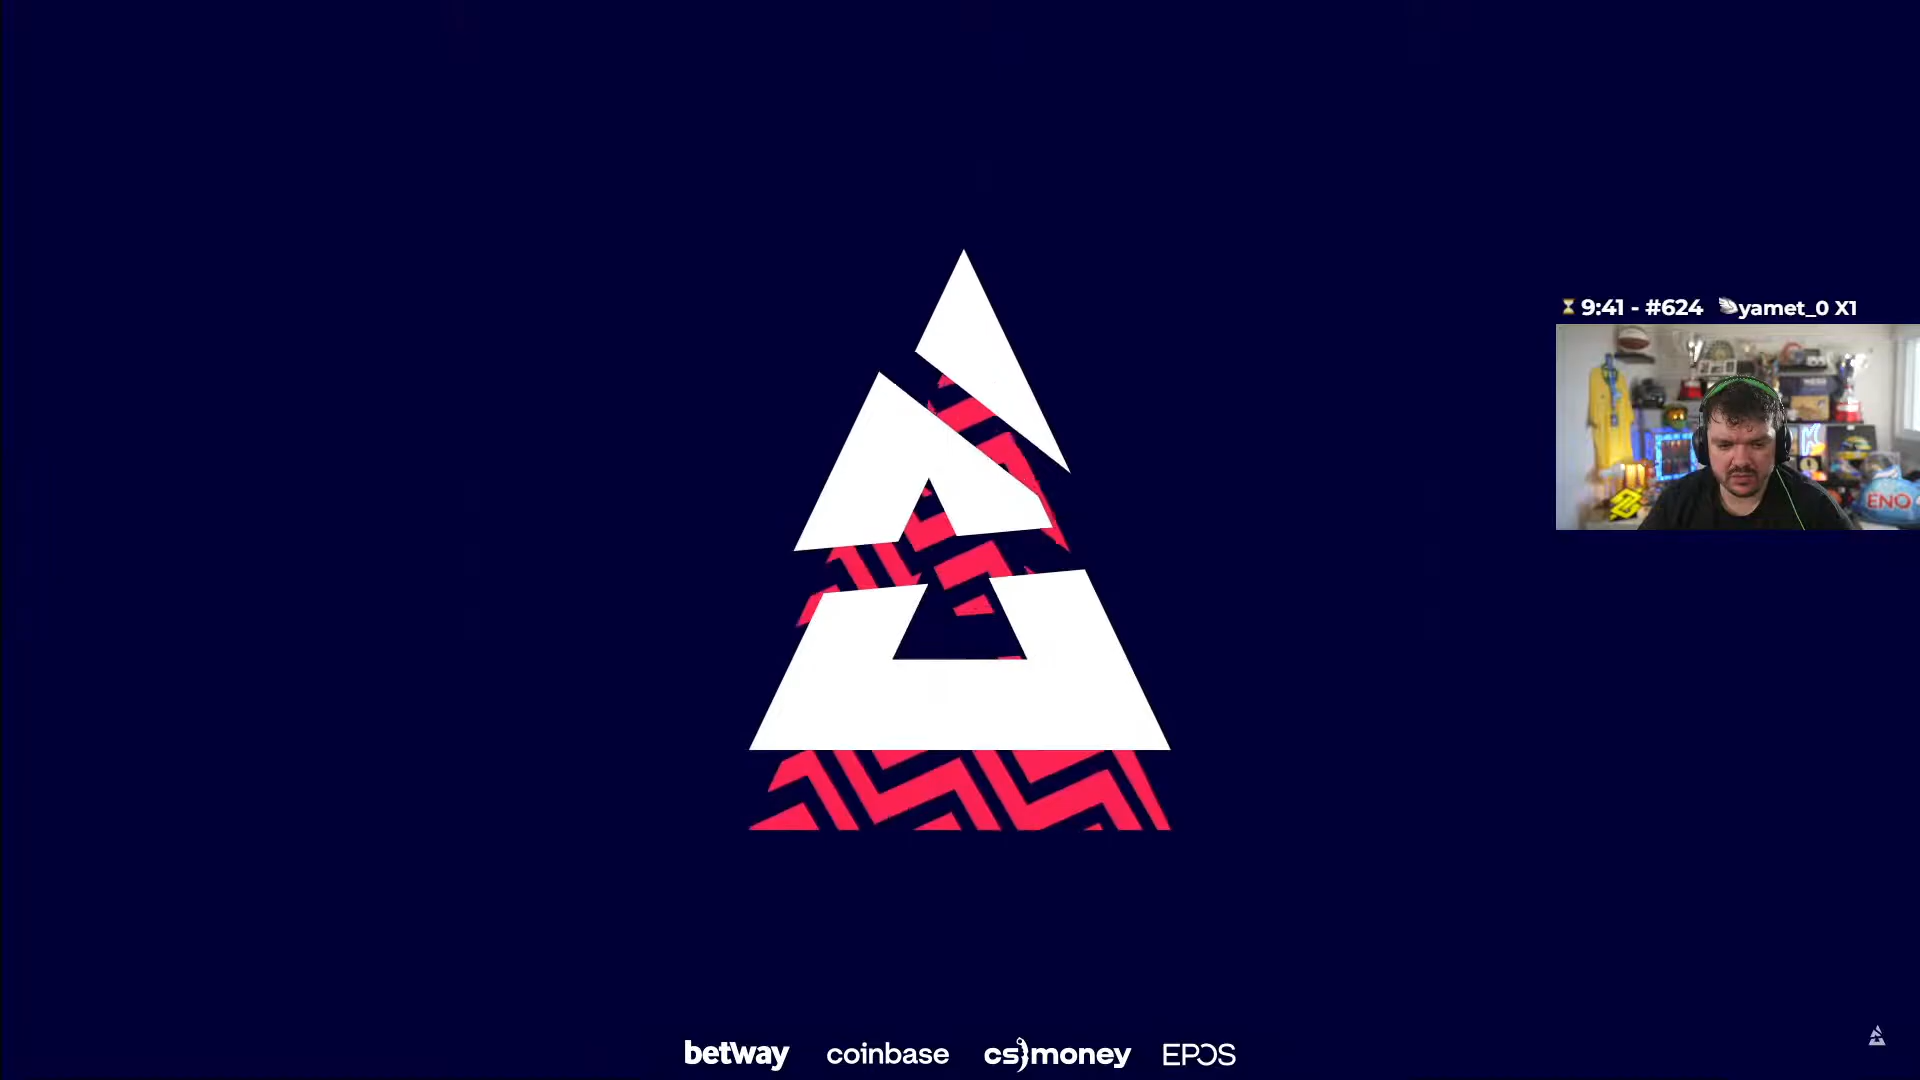 ⌛ 9:41 - #624 yamet_0 X1
ENO
betway coinbase cs money EPOS